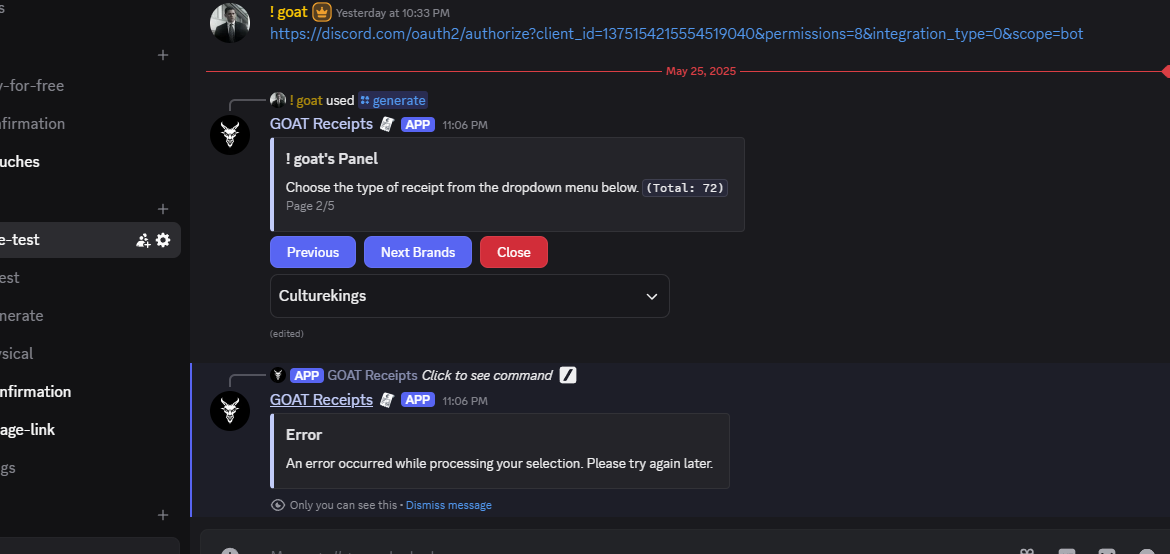 s
y-for-free
nfirmation
uches
e-test
est
nerate
ysical
nfirmation
age-link
gs
! goat Yesterday at 10:33 PM
https://discord.com/oauth2/authorize?client_id=1375154215554519040&permissions=8&integration_type=0&scope=bot
May 25, 2025
! goat used generate
GOAT Receipts APP 11:06 PM
! goat's Panel
Choose the type of receipt from the dropdown menu below. (Total: 72)
Page 2/5
Previous Next Brands Close
Culturekings
(edited)
APP GOAT Receipts Click to see command
GOAT Receipts APP 11:06 PM
Error
An error occurred while processing your selection. Please try again later.
Only you can see this • Dismiss message